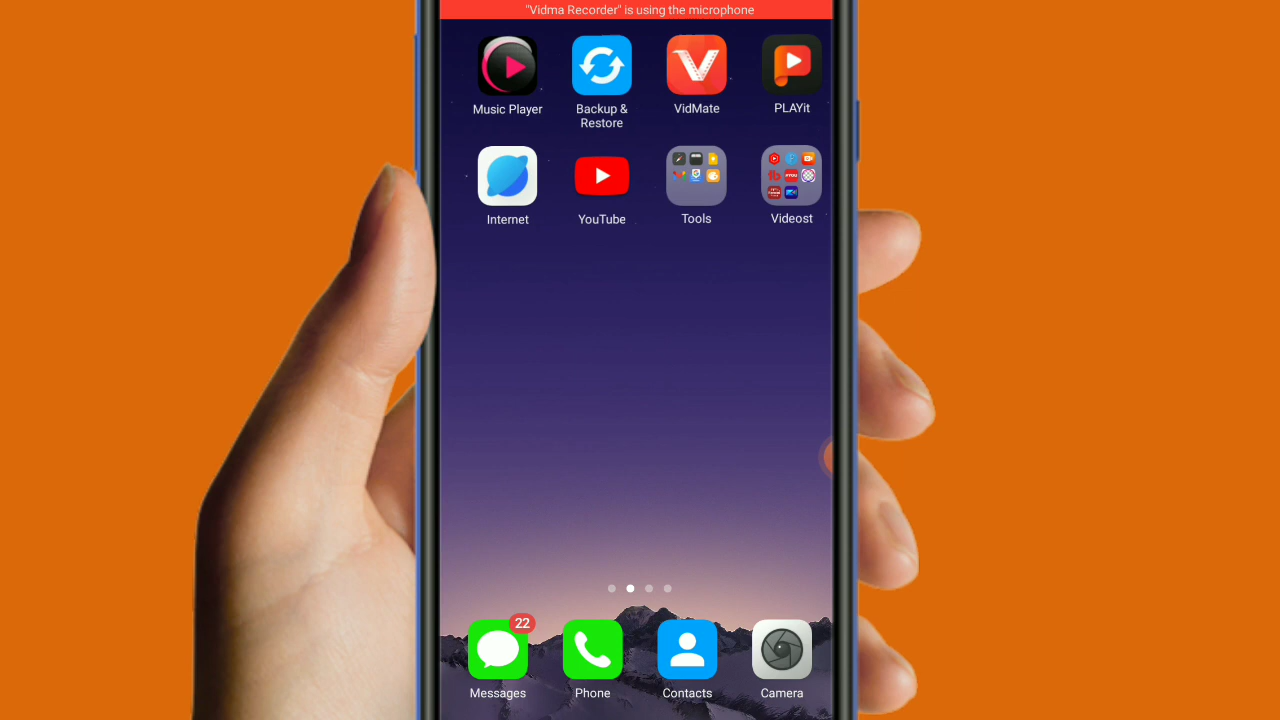 "Vidma Recorder" is using the microphone
Music Player
Backup &
Restore
VidMate
PLAYit
Internet
YouTube
Tools
Videost
22
Messages
Phone
Contacts
Camera